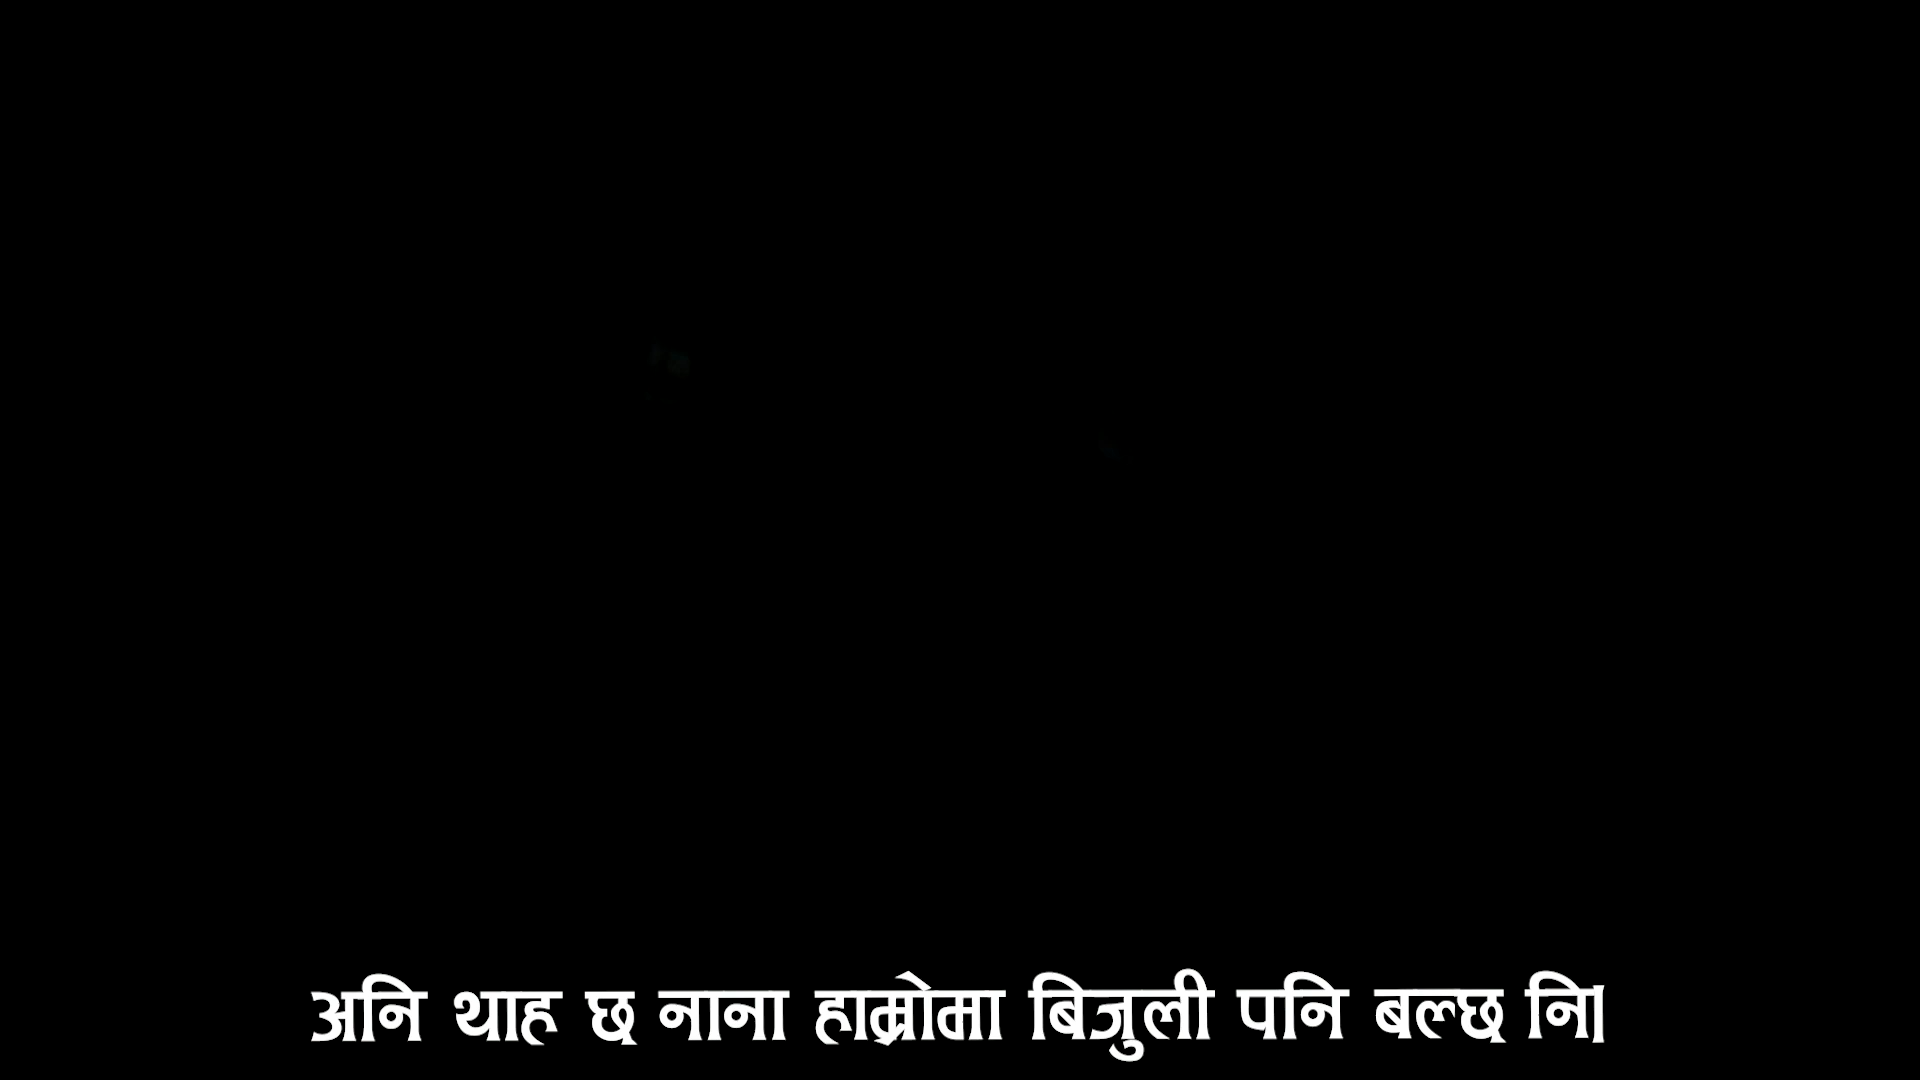 अनि थाह छ नाना हाम्रोमा बिजुली पनि बल्छ नि।